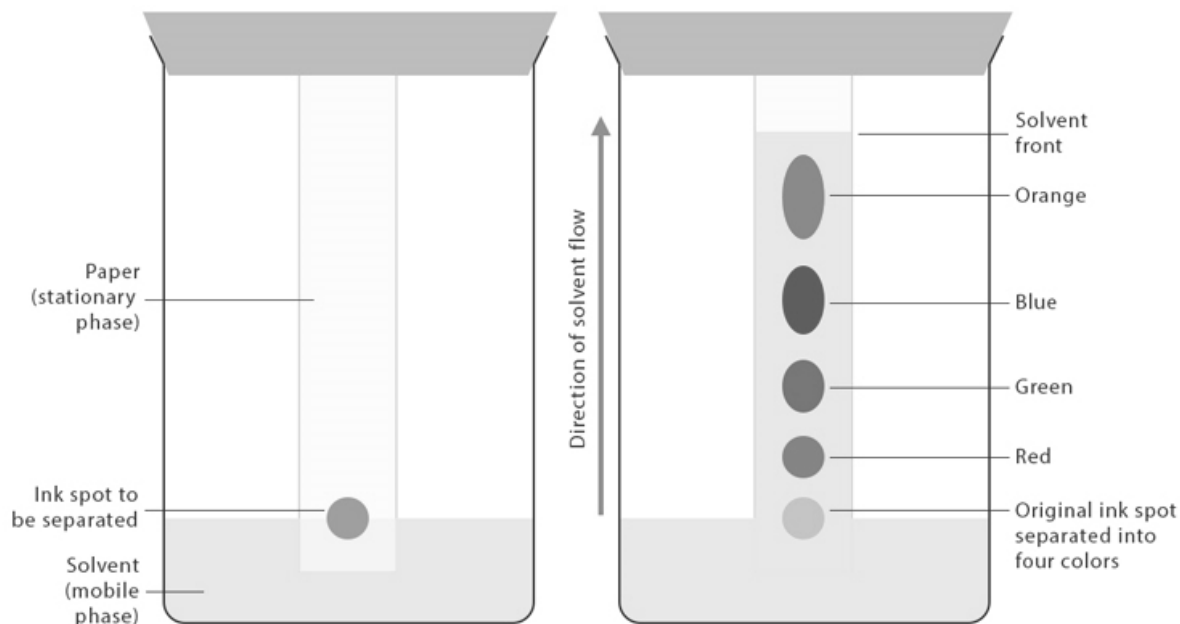 Paper
(stationary
phase)
Ink spot to
be separated
Solvent
(mobile
phase)
Direction of solvent flow
Solvent
front
Orange
Blue
Green
Red
Original ink spot
separated into
four colors